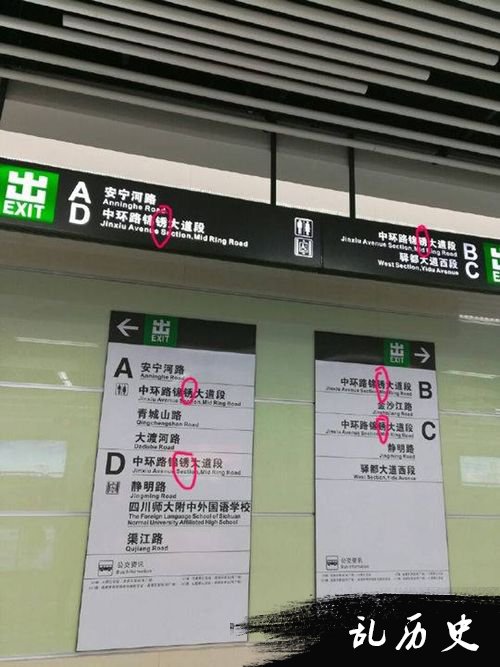 出
EXIT
A
D
安宁河路
Anninghe Road
中环路锦锈大道段
Jinxiu Avenue Section,Mid Ring Road
中环路锦锈大道段
Jinxiu Avenue Section,Mid Ring Road
驿都大道西段
West Section,Yidu Avenue
B
C
出
EXIT
A
安宁河路
Anninghe Road
中环路锦锈大道段
Jinxiu Avenue Section,Mid Ring Road
青城山路
Qingchengshan Road
大渡河路
Daduhe Road
D
中环路锦锈大道段
Jinxiu Avenue Section,Mid Ring Road
静明路
Jingming Road
四川师大附中外国语学校
The Foreign Language School of Sichuan
Normal University Affiliated High School
渠江路
Qujiang Road
公交资讯
Bus Information
出
EXIT
中环路锦锈大道段
Jinxiu Avenue Section,Mid Ring Road
B
金沙江路
Jinshajiang Road
中环路锦锈大道段
Jinxiu Avenue Section,Mid Ring Road
C
静明路
Jingming Road
驿都大道西段
West Section,Yidu Avenue
公交资讯
Bus Information
乱历史